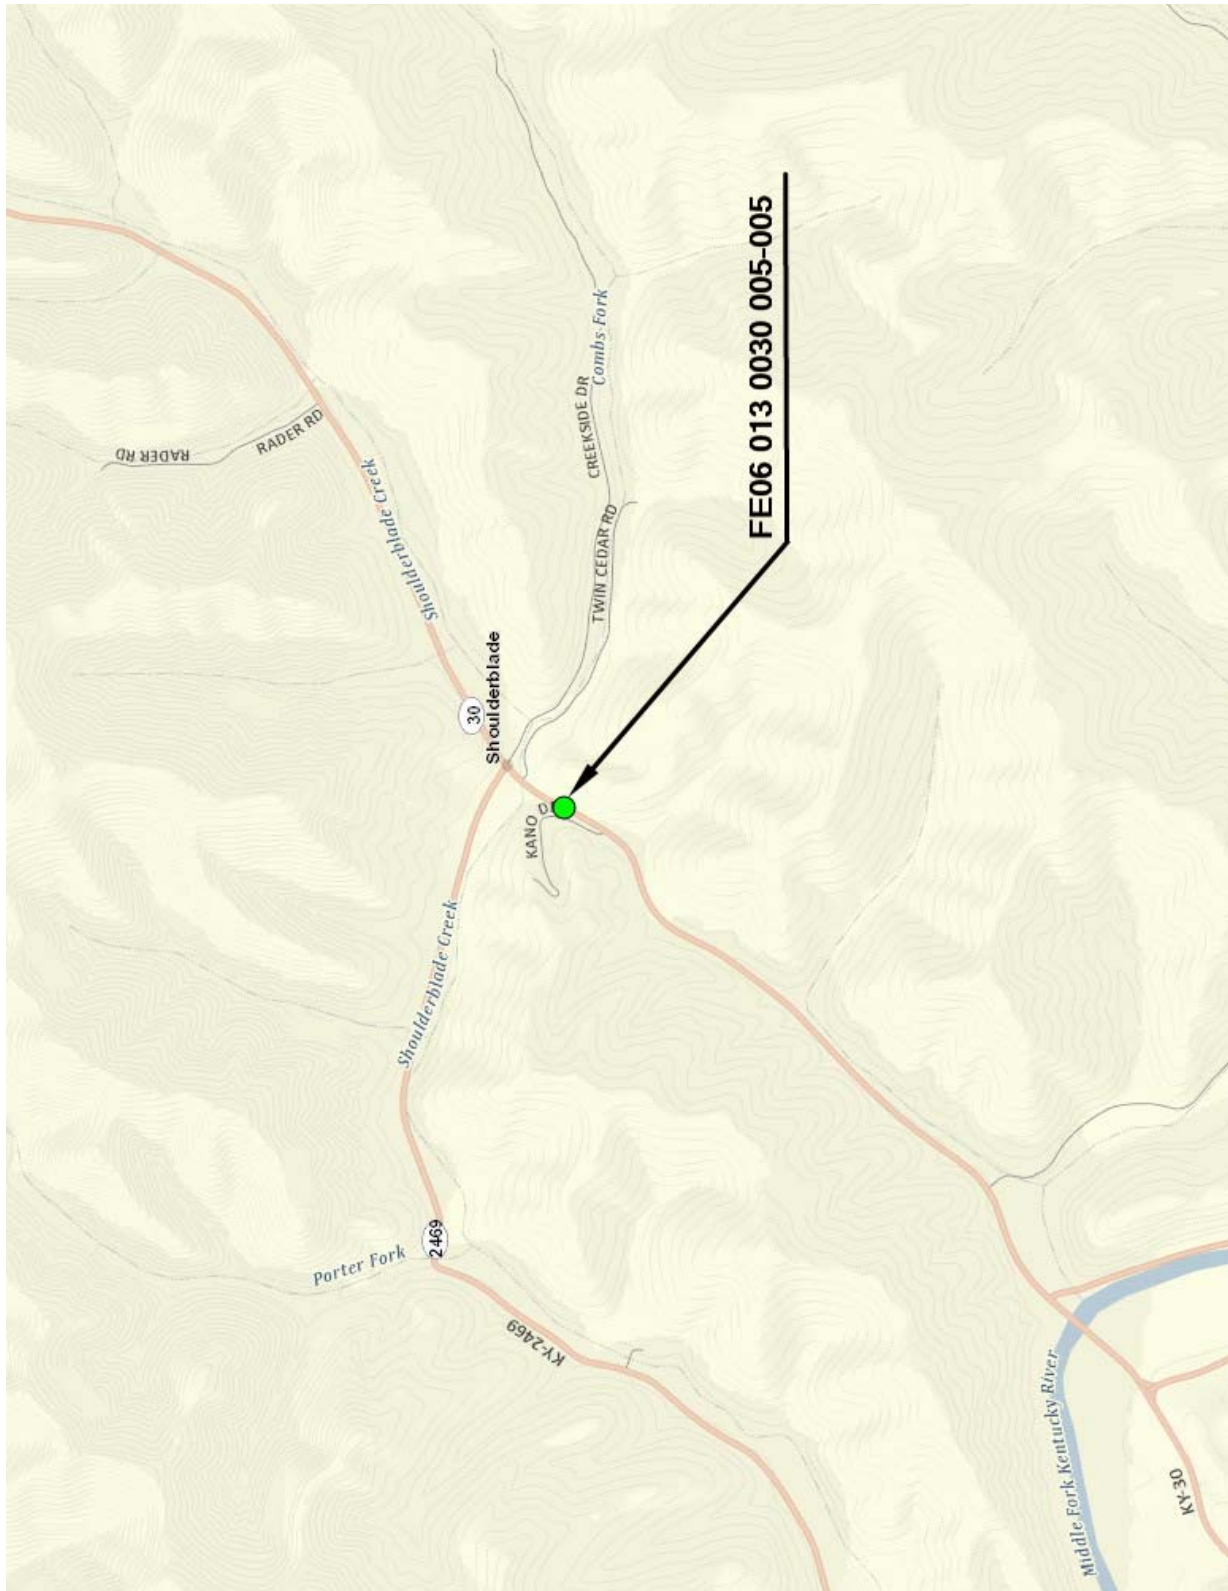 RADER RD
RADER RD
Shoulderblade Creek
CREEKSIDE DR
Combs Fork
TWIN CEDAR RD
FE06 013 0030 005-005
30
Shoulderblade
KANO
Shoulderblade Creek
Porter Fork
2469
KY-2469
Middle Fork Kentucky River
KY-30